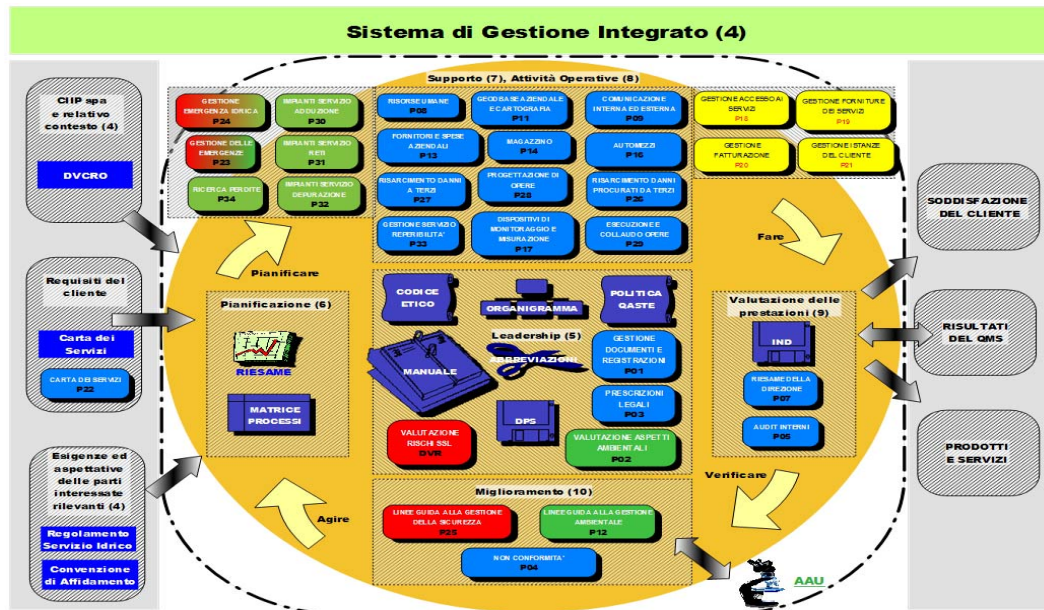 Sistema di Gestione Integrato (4)
CIIP spa
e relativo
contesto (4)
DVCRO
Requisiti del
cliente
Carta dei
Servizi
CARTA DEI SERVIZI
P22
Esigenze ed
aspettative
delle parti
interessate
rilevanti (4)
Regolamento
Servizio Idrico
Convenzione
di Affidamento
Supporto (7), Attività Operative (8)
GESTIONE
EMERGENZA IDRICA
P24
IMPIANTI SERVIZIO
ADDUZIONE
P30
GESTIONE DELLE
EMERGENZE
P23
IMPIANTI SERVIZIO
RETI
P31
RICERCA PERDITE
P34
IMPIANTI SERVIZIO
DEPURAZIONE
P32
RISORSE UMANE
P08
GEODBASE AZIENDALE
E CARTOGRAFIA
P11
COMUNICAZIONE
INTERNA ED ESTERNA
P09
FORNITORI E SPESE
AZIENDALI
P13
MAGAZZINO
P14
AUTOMEZZI
P16
RISARCIMENTO DANNI
A TERZI
P27
PROGETTAZIONE DI
OPERE
P28
RISARCIMENTO DANNI
PROCURATI DA TERZI
P26
GESTIONE SERVIZIO
REPERIBILITA'
P33
DISPOSITIVI DI
MONITORAGGIO E
MISURAZIONE
P17
ESECUZIONE E
COLLAUDO OPERE
P29
GESTIONE ACCESSO AI
SERVIZI
P18
GESTIONE FORNITURE
DEI SERVIZI
P19
GESTIONE
FATTURAZIONE
P20
GESTIONE ISTANZE
DEL CLIENTE
P21
Pianificare
Fare
Pianificazione (6)
RIESAME
MATRICE
PROCESSI
CODICE
ETICO
ORGANIGRAMMA
POLITICA
QASTE
Leadership (5)
MANUALE
ABBREVIAZIONI
GESTIONE
DOCUMENTI E
REGISTRAZIONI
P01
PRESCRIZIONI
LEGALI
P03
DPS
VALUTAZIONE
RISCHI SSL
DVR
VALUTAZIONE ASPETTI
AMBIENTALI
P02
Valutazione delle
prestazioni (9)
IND
RIESAME DELLA
DIREZIONE
P07
AUDIT INTERNI
P05
Verificare
Agire
Miglioramento (10)
LINEE GUIDA ALLA GESTIONE
DELLA SICUREZZA
P25
LINEE GUIDA ALLA GESTIONE
AMBIENTALE
P12
NON CONFORMITA'
P04
AAU
SODDISFAZIONE
DEL CLIENTE
RISULTATI
DEL QMS
PRODOTTI
E SERVIZI